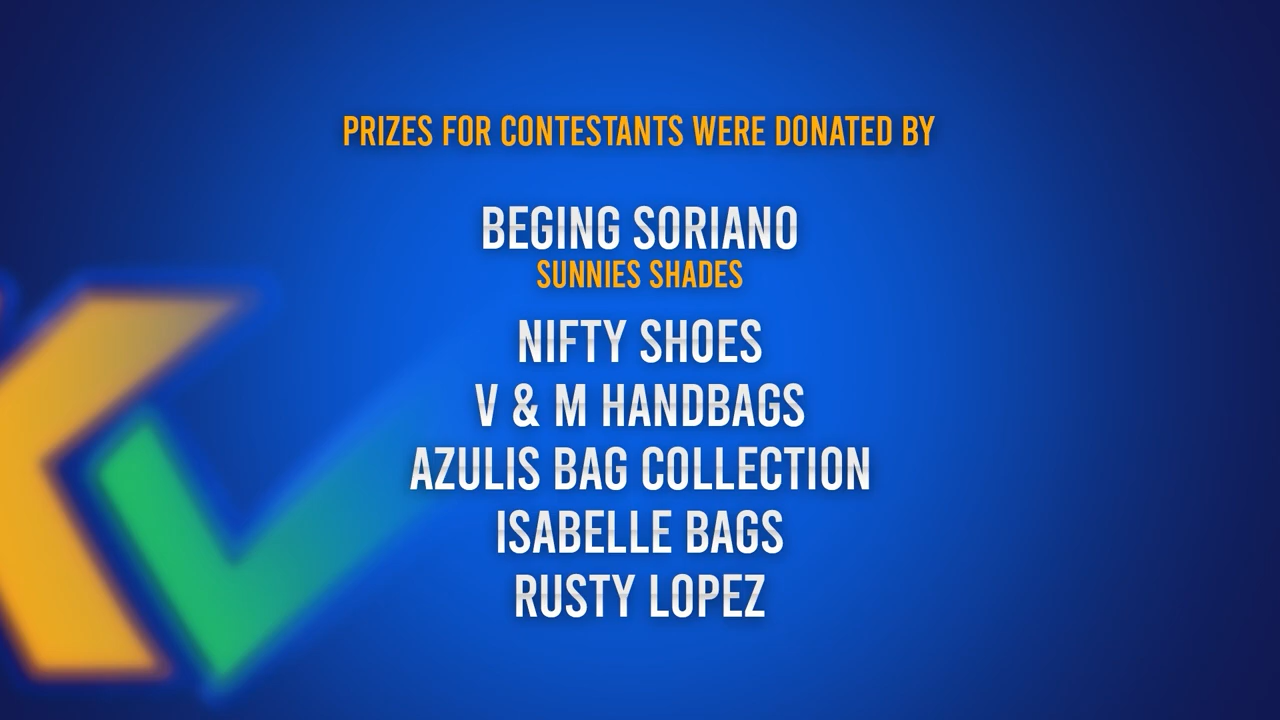 PRIZES FOR CONTESTANTS WERE DONATED BY
BEGING SORIANO
SUNNIES SHADES
NIFTY SHOES
V & M HANDBAGS
AZULIS BAG COLLECTION
ISABELLE BAGS
RUSTY LOPEZ